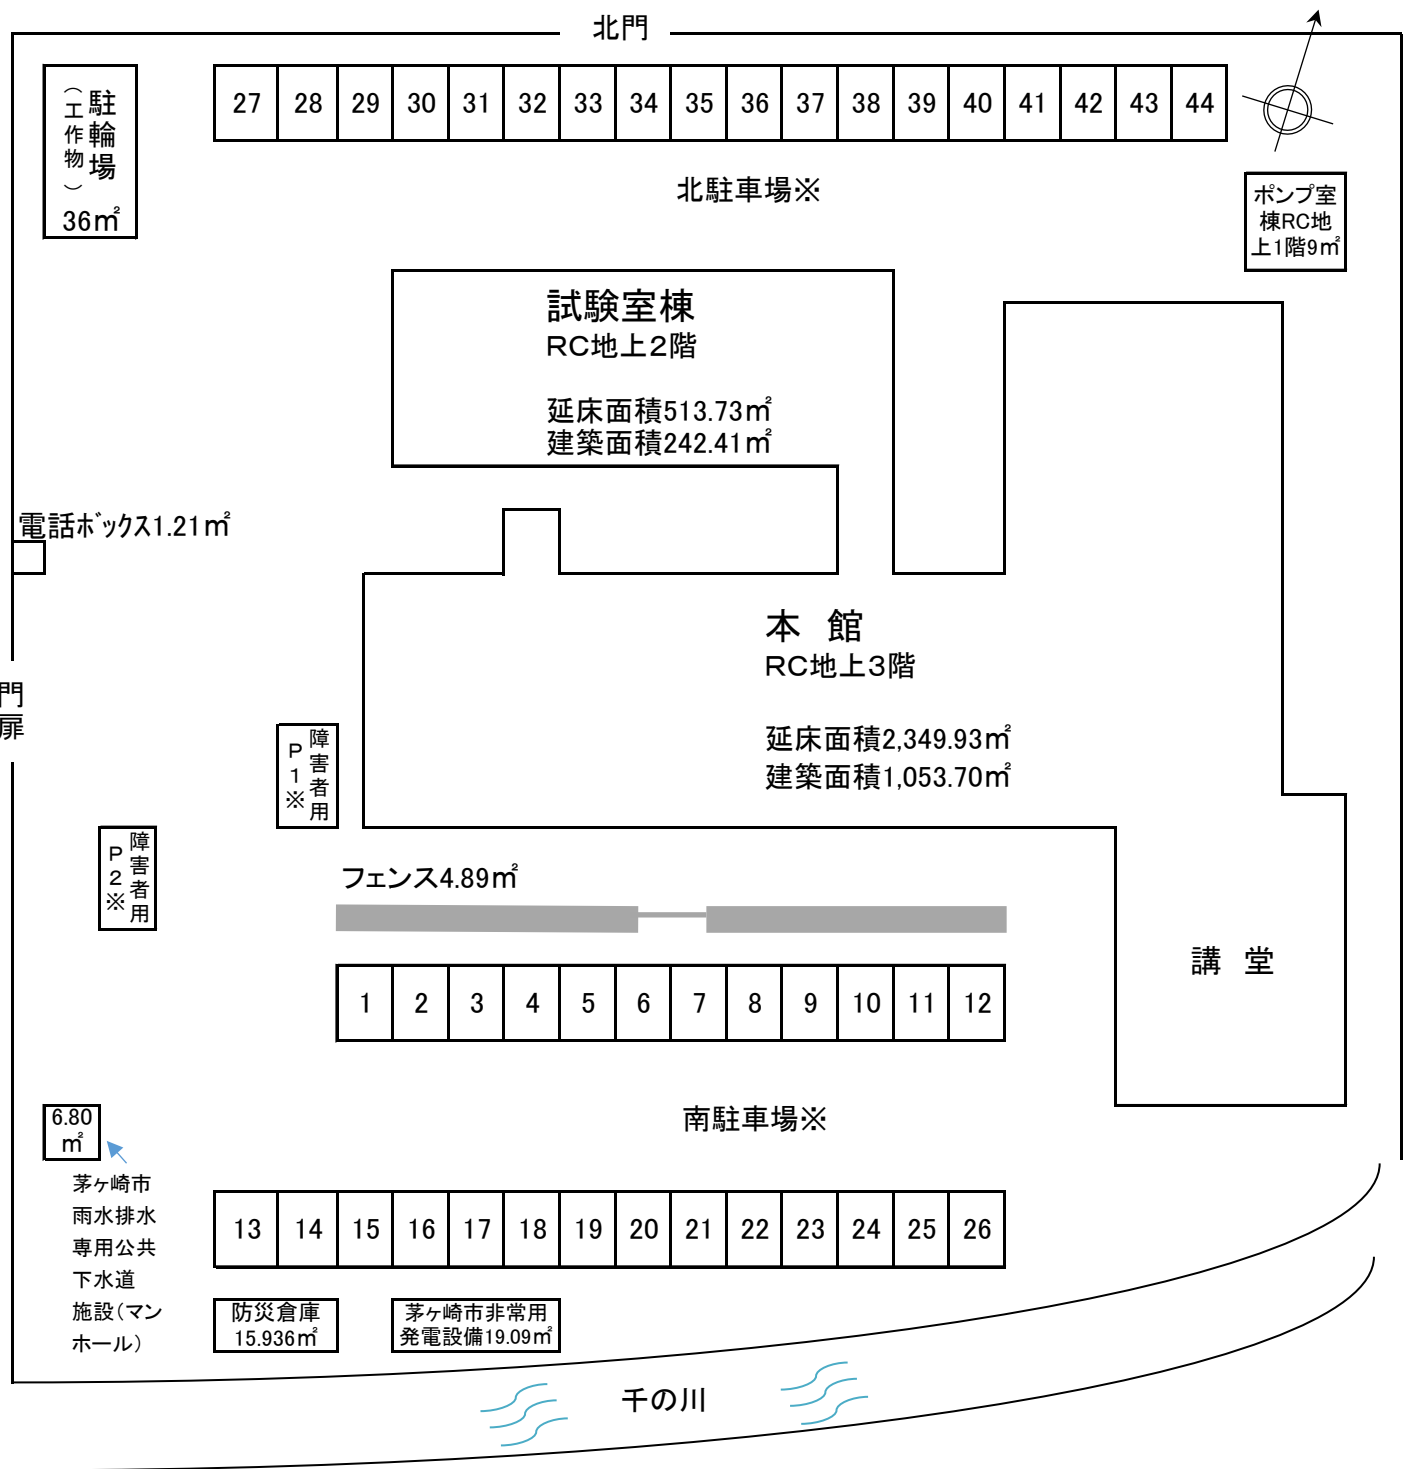 北門
駐輪場
（工作物）
36㎡
27 28 29 30 31 32 33 34 35 36 37 38 39 40 41 42 43 44
北駐車場※
ポンプ室
棟RC地
上1階9㎡
試験室棟
RC地上2階
延床面積513.73㎡
建築面積242.41㎡
電話ボックス1.21㎡
本 館
RC地上3階
延床面積2,349.93㎡
建築面積1,053.70㎡
門扉
障害者用
P1※
障害者用
P2※
フェンス4.89㎡
1 2 3 4 5 6 7 8 9 10 11 12
講 堂
南駐車場※
6.80
㎡
茅ヶ崎市
雨水排水
専用公共
下水道
施設（マン
ホール）
13 14 15 16 17 18 19 20 21 22 23 24 25 26
防災倉庫
15.936㎡
茅ヶ崎市非常用
発電設備19.09㎡
千の川